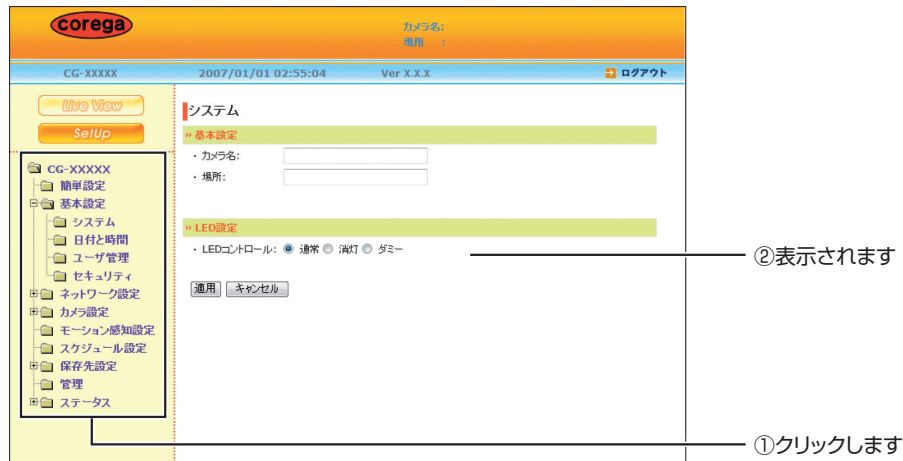 corega
カメラ名:
場所 :
CG-XXXXX 2007/01/01 02:55:04 Ver X.X.X ログアウト
Live View
SetUp
CG-XXXXX
簡単設定
基本設定
システム
日付と時間
ユーザ管理
セキュリティ
ネットワーク設定
カメラ設定
モーション感知設定
スケジュール設定
保存先設定
管理
ステータス
システム
» 基本設定
・カメラ名:
・場所:
» LED設定
・LEDコントロール: 通常 消灯 ダミー
適用 キャンセル
②表示されます
①クリックします